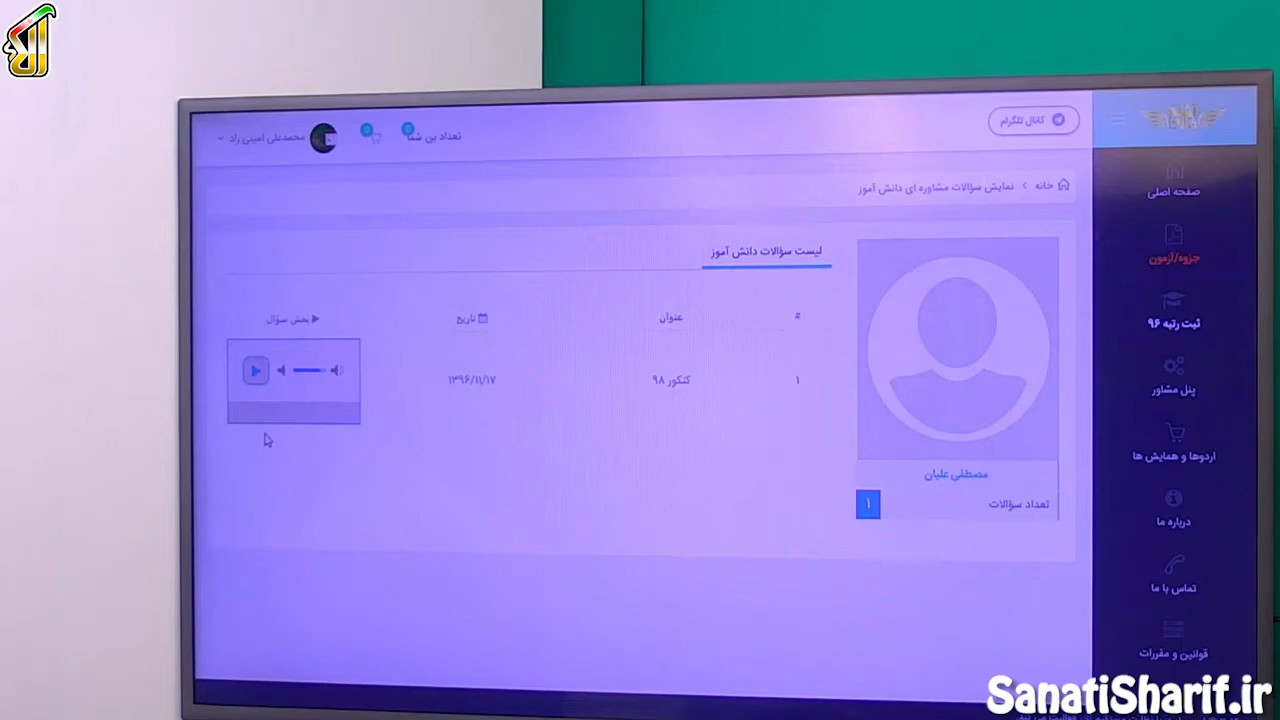 کانال تلگرام
تعداد بن شما 0
0
محمدعلی امینی راد
خانه > نمایش سؤالات مشاوره ای دانش آموز
لیست سؤالات دانش آموز
# عنوان تاریخ پخش سؤال
۱ کنکور ۹۸ ۱۳۹۶/۱۱/۱۷
مصطفی علیان
تعداد سؤالات ۱
صفحه اصلی
جزوه/آزمون
ثبت رتبه ۹۶
پنل مشاور
اردوها و همایش ها
درباره ما
تماس با ما
قوانین و مقررات
SanatiSharif.ir